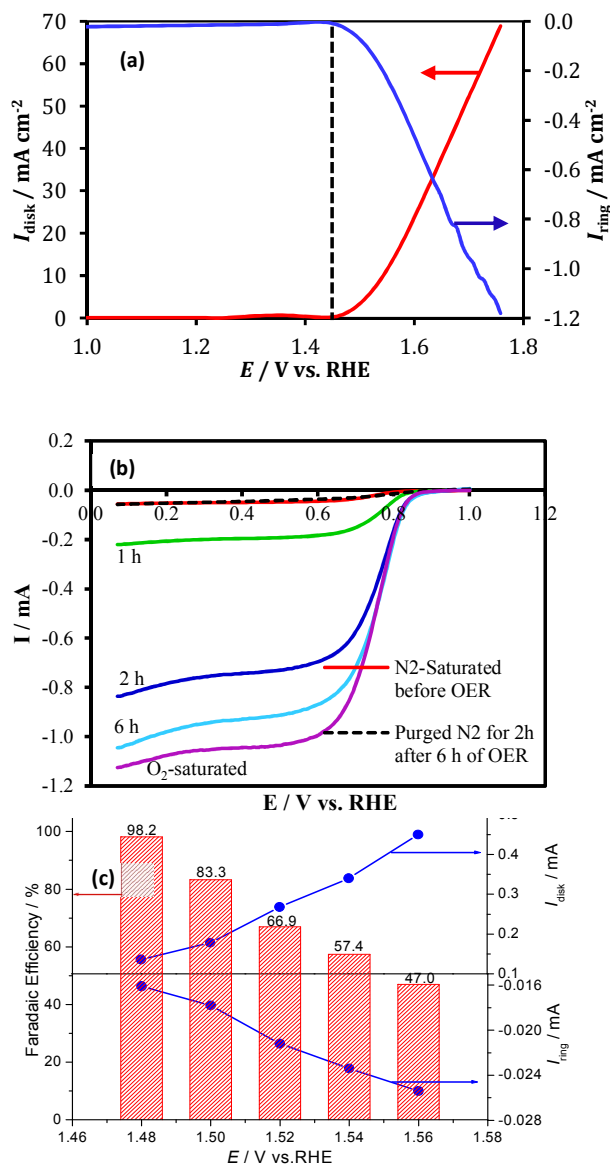 70
60
50
40
30
20
10
0
(a)
I_disk / mA cm⁻²
0.0
-0.2
-0.4
-0.6
-0.8
-1.0
-1.2
I_ring / mA cm⁻²
1.0 1.2 1.4 1.6 1.8
E / V vs. RHE
0.2
0.0
-0.2
-0.4
-0.6
-0.8
-1.0
-1.2
(b)
I / mA
0.0 0.2 0.4 0.6 0.8 1.0 1.2
1 h
2 h
6 h
O₂-saturated
N2-Saturated
before OER
Purged N2 for 2h
after 6 h of OER
E / V vs. RHE
100
80
60
40
20
0
Faradaic Efficiency / %
(c)
98.2
83.3
66.9
57.4
47.0
0.4
0.3
0.2
0.1
I_disk / mA
-0.016
-0.020
-0.024
-0.028
I_ring / mA
1.46 1.48 1.50 1.52 1.54 1.56 1.58
E / V vs.RHE